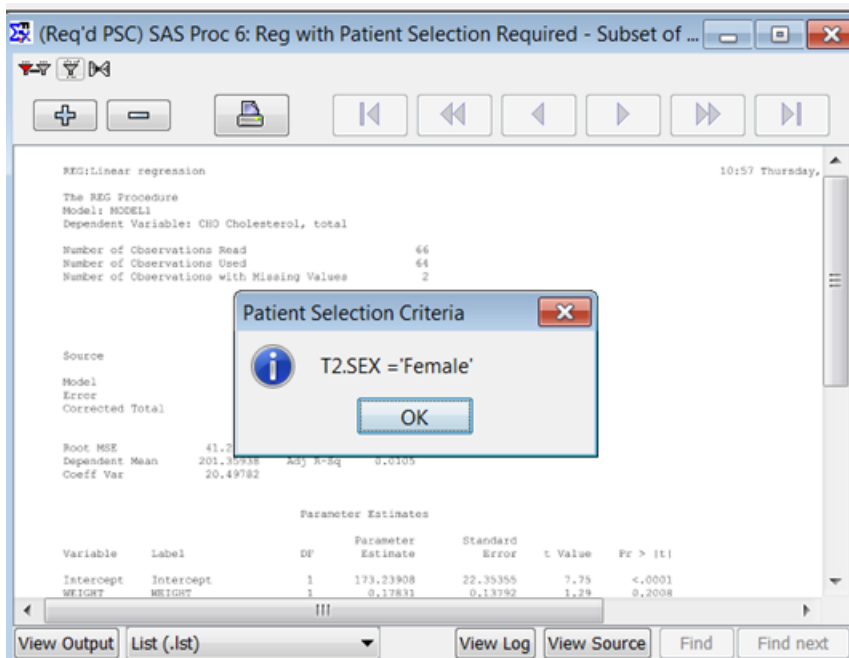 (Req'd PSC) SAS Proc 6: Reg with Patient Selection Required - Subset of ...
REG:Linear regression 10:57 Thursday,
The REG Procedure
Model: MODEL1
Dependent Variable: CHO Cholesterol, total
Number of Observations Read 66
Number of Observations Used 64
Number of Observations with Missing Values 2
Patient Selection Criteria
T2.SEX ='Female'
OK
Source
Model
Error
Corrected Total
Root MSE 41.2
Dependent Mean 201.35938 Adj R-Sq 0.0105
Coeff Var 20.49782
Parameter Estimates
Parameter Standard
Variable Label DF Estimate Error t Value Pr > |t|
Intercept Intercept 1 173.23908 22.35355 7.75 <.0001
WEIGHT WEIGHT 1 0.17831 0.13792 1.29 0.2008
View Output List (.lst) View Log View Source Find Find next